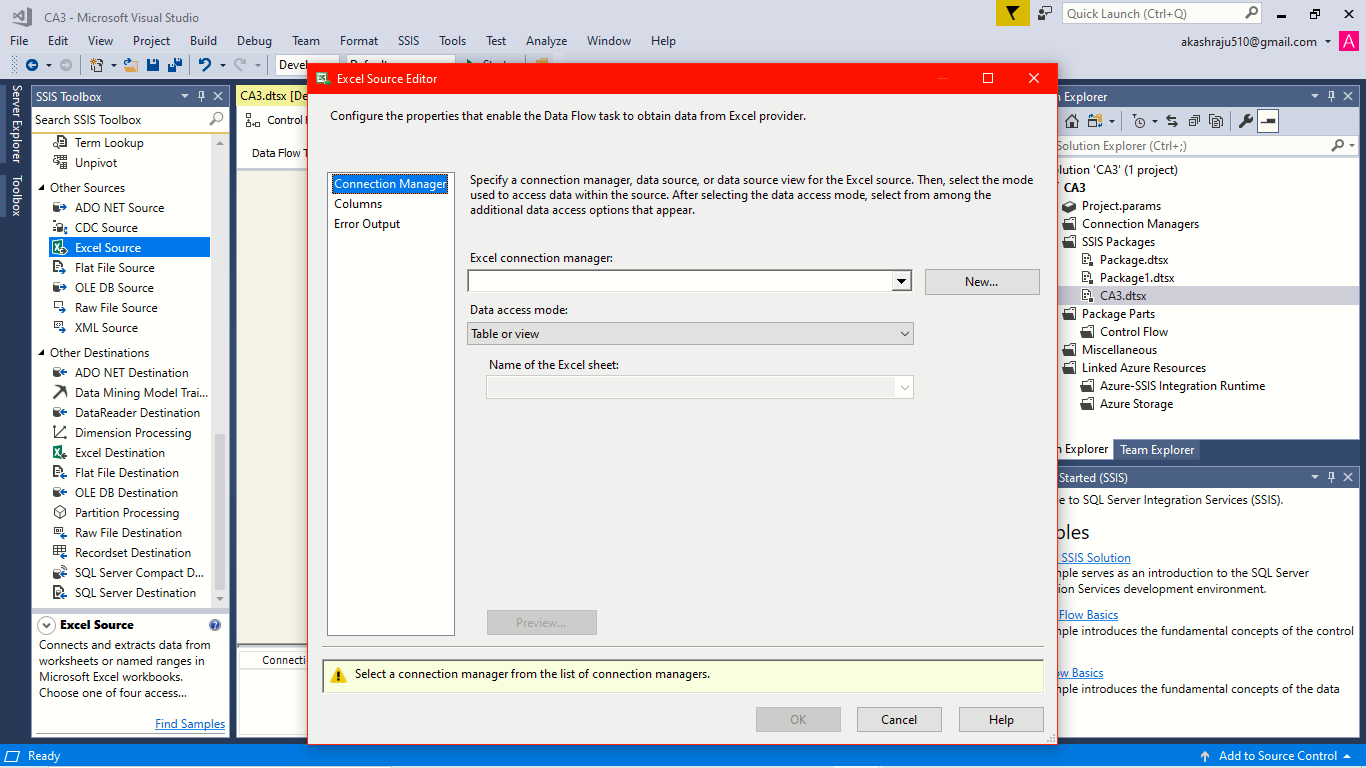 CA3 - Microsoft Visual Studio
Quick Launch (Ctrl+Q)
File Edit View Project Build Debug Team Format SSIS Tools Test Analyze Window Help
akashraju510@gmail.com
A
Server Explorer
Toolbox
SSIS Toolbox
Search SSIS Toolbox
Term Lookup
Unpivot
Other Sources
ADO NET Source
CDC Source
Excel Source
Flat File Source
OLE DB Source
Raw File Source
XML Source
Other Destinations
ADO NET Destination
Data Mining Model Trai...
DataReader Destination
Dimension Processing
Excel Destination
Flat File Destination
OLE DB Destination
Partition Processing
Raw File Destination
Recordset Destination
SQL Server Compact D...
SQL Server Destination
Excel Source
Connects and extracts data from
worksheets or named ranges in
Microsoft Excel workbooks.
Choose one of four access...
Find Samples
CA3.dtsx [De
Control
Data Flow T
Connecti
Excel Source Editor
Configure the properties that enable the Data Flow task to obtain data from Excel provider.
Connection Manager
Columns
Error Output
Specify a connection manager, data source, or data source view for the Excel source. Then, select the mode
used to access data within the source. After selecting the data access mode, select from among the
additional data access options that appear.
Excel connection manager:
New...
Data access mode:
Table or view
Name of the Excel sheet:
Preview...
Select a connection manager from the list of connection managers.
OK Cancel Help
n Explorer
Solution Explorer (Ctrl+;)
olution 'CA3' (1 project)
CA3
Project.params
Connection Managers
SSIS Packages
Package.dtsx
Package1.dtsx
CA3.dtsx
Package Parts
Control Flow
Miscellaneous
Linked Azure Resources
Azure-SSIS Integration Runtime
Azure Storage
n Explorer Team Explorer
Started (SSIS)
e to SQL Server Integration Services (SSIS).
ples
SSIS Solution
mple serves as an introduction to the SQL Server
ion Services development environment.
Flow Basics
mple introduces the fundamental concepts of the control
ow Basics
mple introduces the fundamental concepts of the data
Ready
Add to Source Control